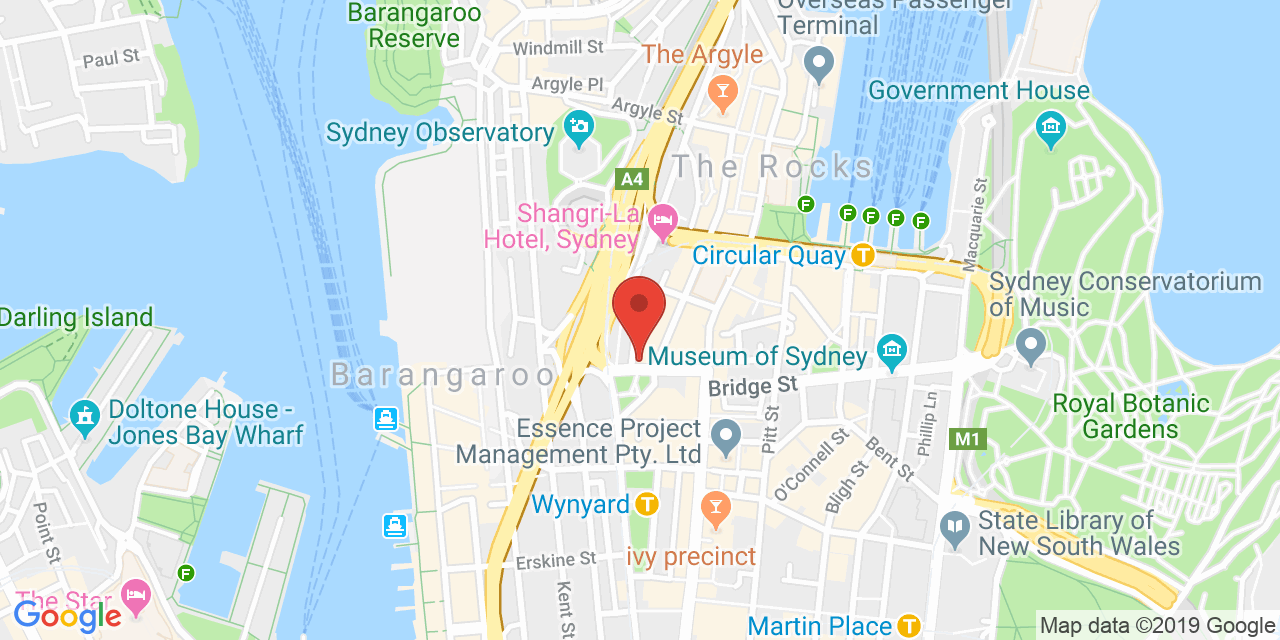 Barangaroo
Reserve
Overseas Passenger
Terminal
Paul St
Windmill St
The Argyle
Argyle Pl
Argyle St
Government House
Sydney Observatory
The Rocks
A4
Shangri-La
Hotel, Sydney
F
F
F
F
F
Macquarie St
Circular Quay
T
Sydney Conservatorium
of Music
Darling Island
Museum of Sydney
Barangaroo
Bridge St
Doltone House -
Jones Bay Wharf
Royal Botanic
Gardens
Essence Project
Management Pty. Ltd
Pitt St
Phillip Ln
M1
O'Connell St
Bent St
Bligh St
Wynyard
T
Point St
State Library of
New South Wales
Erskine St
ivy precinct
Kent St
F
The Star
Google
Martin Place
T
Map data ©2019 Google